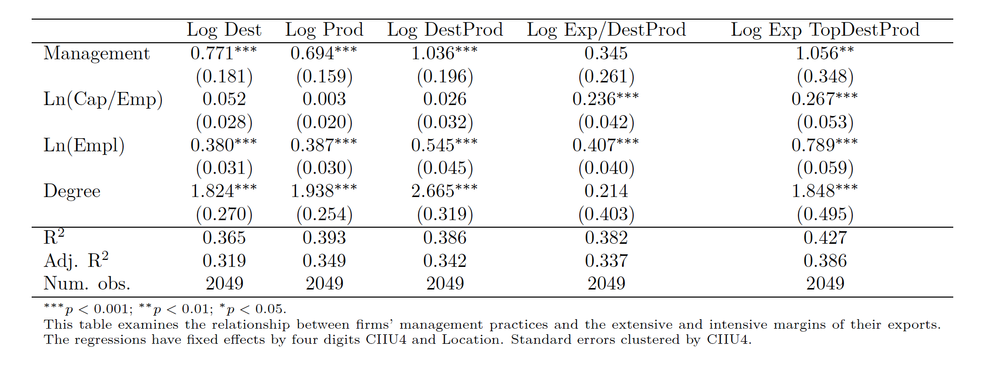 Log Dest Log Prod Log DestProd Log Exp/DestProd Log Exp TopDestProd
Management 0.771*** 0.694*** 1.036*** 0.345 1.056**
(0.181) (0.159) (0.196) (0.261) (0.348)
Ln(Cap/Emp) 0.052 0.003 0.026 0.236*** 0.267***
(0.028) (0.020) (0.032) (0.042) (0.053)
Ln(Empl) 0.380*** 0.387*** 0.545*** 0.407*** 0.789***
(0.031) (0.030) (0.045) (0.040) (0.059)
Degree 1.824*** 1.938*** 2.665*** 0.214 1.848***
(0.270) (0.254) (0.319) (0.403) (0.495)
R² 0.365 0.393 0.386 0.382 0.427
Adj. R² 0.319 0.349 0.342 0.337 0.386
Num. obs. 2049 2049 2049 2049 2049
***p < 0.001; **p < 0.01; *p < 0.05.
This table examines the relationship between firms' management practices and the extensive and intensive margins of their exports.
The regressions have fixed effects by four digits CIIU4 and Location. Standard errors clustered by CIIU4.